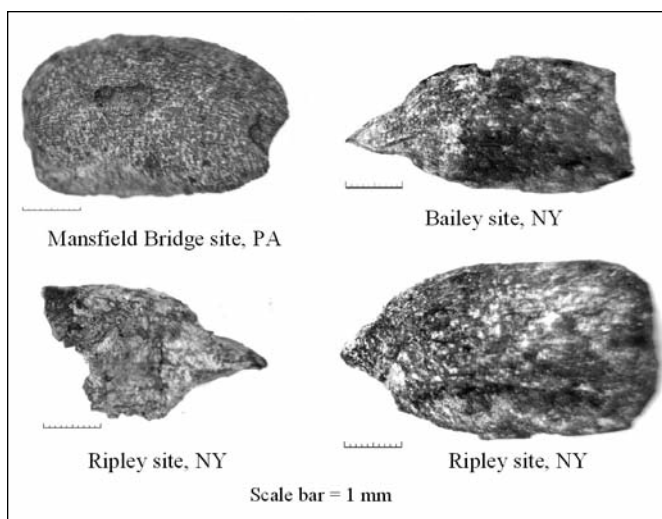 Mansfield Bridge site, PA
Bailey site, NY
Ripley site, NY
Ripley site, NY
Scale bar = 1 mm